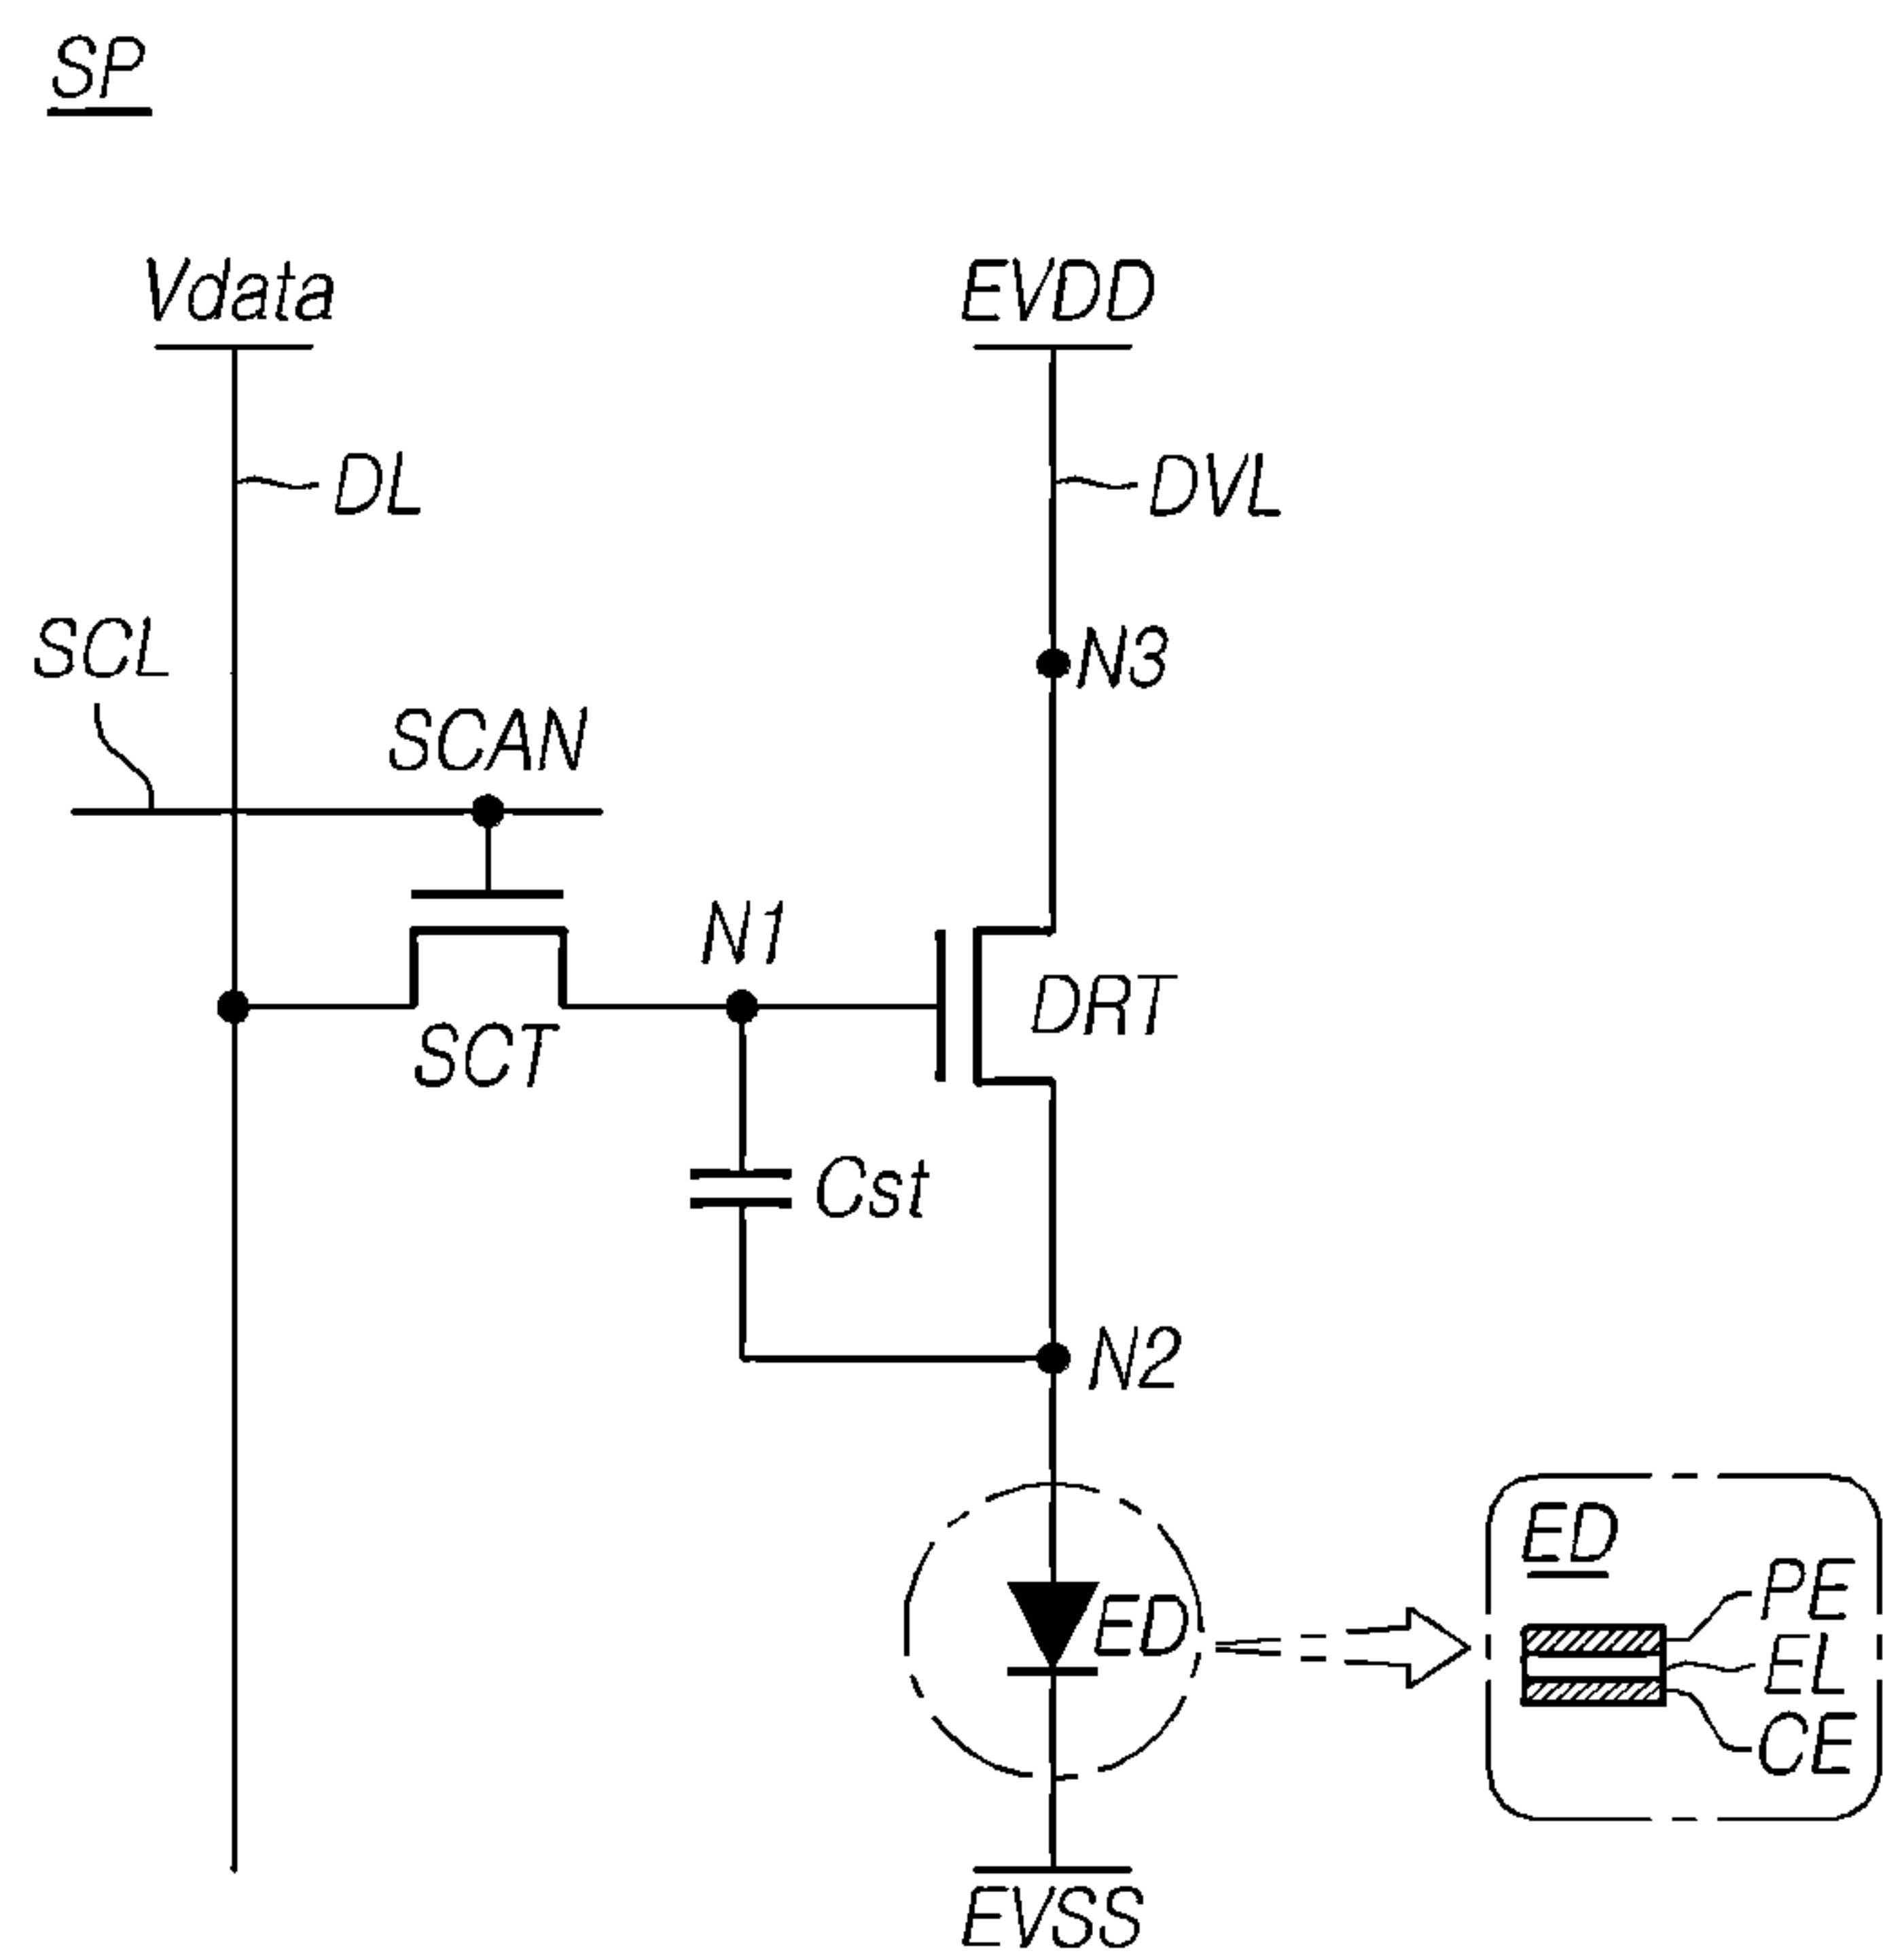 SP
Vdata
EVDD
DL
DVL
SCL
N3
SCAN
N1
DRT
SCT
Cst
N2
ED
ED
PE
EL
CE
EVSS